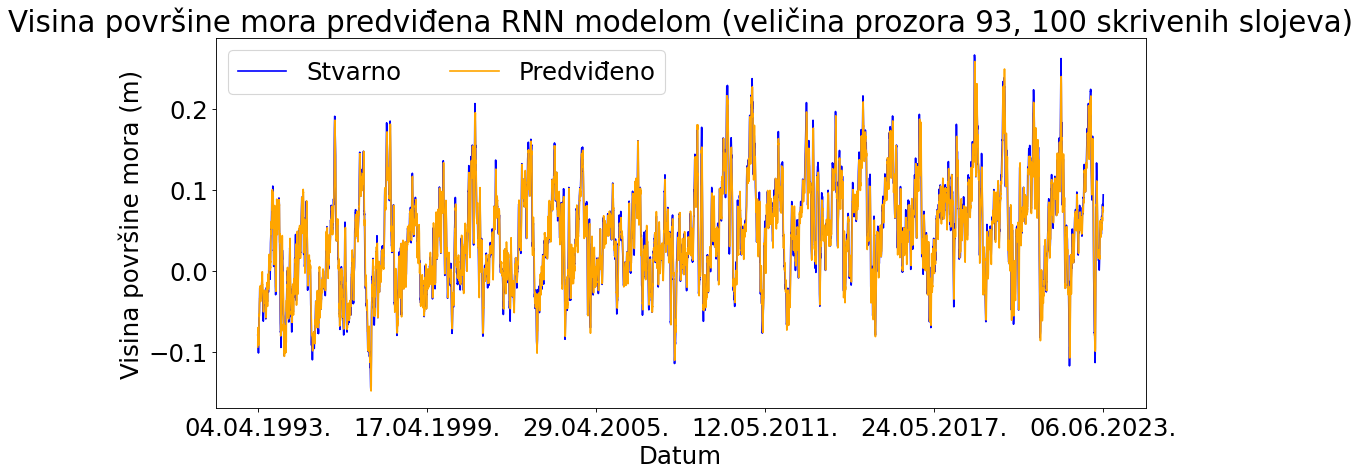 Visina površine mora predviđena RNN modelom (veličina prozora 93, 100 skrivenih slojeva)
Stvarno
Predviđeno
Visina površine mora (m)
0.2
0.1
0.0
−0.1
04.04.1993.
17.04.1999.
29.04.2005.
12.05.2011.
24.05.2017.
06.06.2023.
Datum